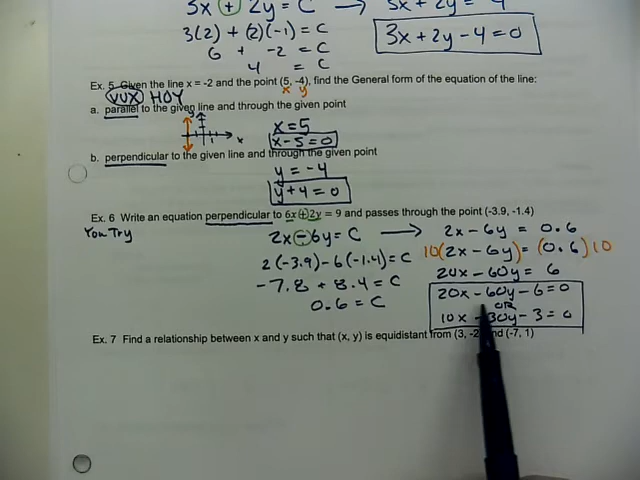 3x + 2y = C → 3x + 2y = 4
3(2) + (2)(-1) = C
6 + -2 = C
4 = C
3x + 2y - 4 = 0
Ex. 5 Given the line x = -2 and the point (5, -4), find the General form of the equation of the line:
VUX HOY x y
a. parallel to the given line and through the given point
y
x
x = 5
x - 5 = 0
b. perpendicular to the given line and through the given point
y = -4
y + 4 = 0
Ex. 6 Write an equation perpendicular to 6x + 2y = 9 and passes through the point (-3.9, -1.4)
You Try
2x - 6y = C → 2x - 6y = 0.6
2(-3.9) - 6(-1.4) = C
-7.8 + 8.4 = C
0.6 = C
10(2x - 6y) = (0.6)10
20x - 60y = 6
20x - 60y - 6 = 0
OR
10x - 30y - 3 = 0
Ex. 7 Find a relationship between x and y such that (x, y) is equidistant from (3, -2) and (-7, 1)